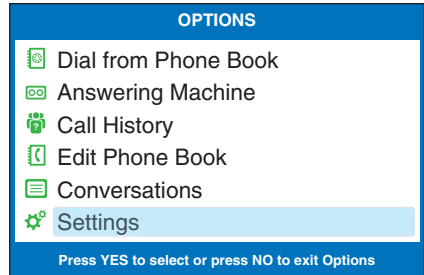 OPTIONS
Dial from Phone Book
Answering Machine
Call History
Edit Phone Book
Conversations
Settings
Press YES to select or press NO to exit Options